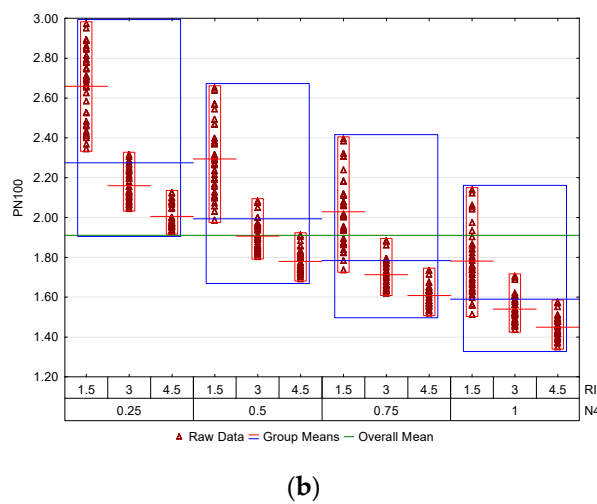 3.00
2.80
2.60
2.40
2.20
2.00
1.80
1.60
1.40
1.20
PN100
1.5 3 4.5 1.5 3 4.5 1.5 3 4.5 1.5 3 4.5 RI
0.25 0.5 0.75 1 N4
Raw Data Group Means Overall Mean
(b)